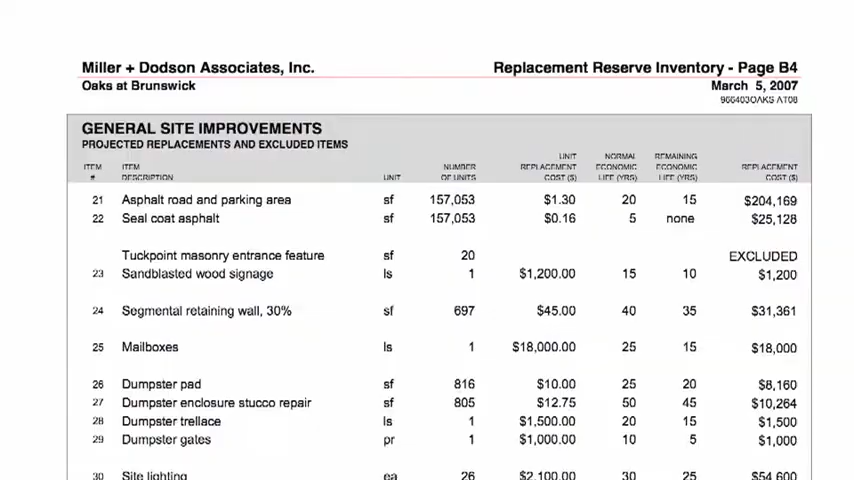 Miller + Dodson Associates, Inc. Replacement Reserve Inventory - Page B4
Oaks at Brunswick March 5, 2007
966403OAKS AT08
GENERAL SITE IMPROVEMENTS
PROJECTED REPLACEMENTS AND EXCLUDED ITEMS
UNIT NORMAL REMAINING
ITEM ITEM NUMBER REPLACEMENT ECONOMIC ECONOMIC REPLACEMENT
# DESCRIPTION UNIT OF UNITS COST ($) LIFE (YRS) LIFE (YRS) COST ($)
21 Asphalt road and parking area sf 157,053 $1.30 20 15 $204,169
22 Seal coat asphalt sf 157,053 $0.16 5 none $25,128
Tuckpoint masonry entrance feature sf 20 EXCLUDED
23 Sandblasted wood signage ls 1 $1,200.00 15 10 $1,200
24 Segmental retaining wall, 30% sf 697 $45.00 40 35 $31,361
25 Mailboxes ls 1 $18,000.00 25 15 $18,000
26 Dumpster pad sf 816 $10.00 25 20 $8,160
27 Dumpster enclosure stucco repair sf 805 $12.75 50 45 $10,264
28 Dumpster trellace ls 1 $1,500.00 20 15 $1,500
29 Dumpster gates pr 1 $1,000.00 10 5 $1,000
30 Site lighting ea 26 $2,100.00 30 25 $54,600